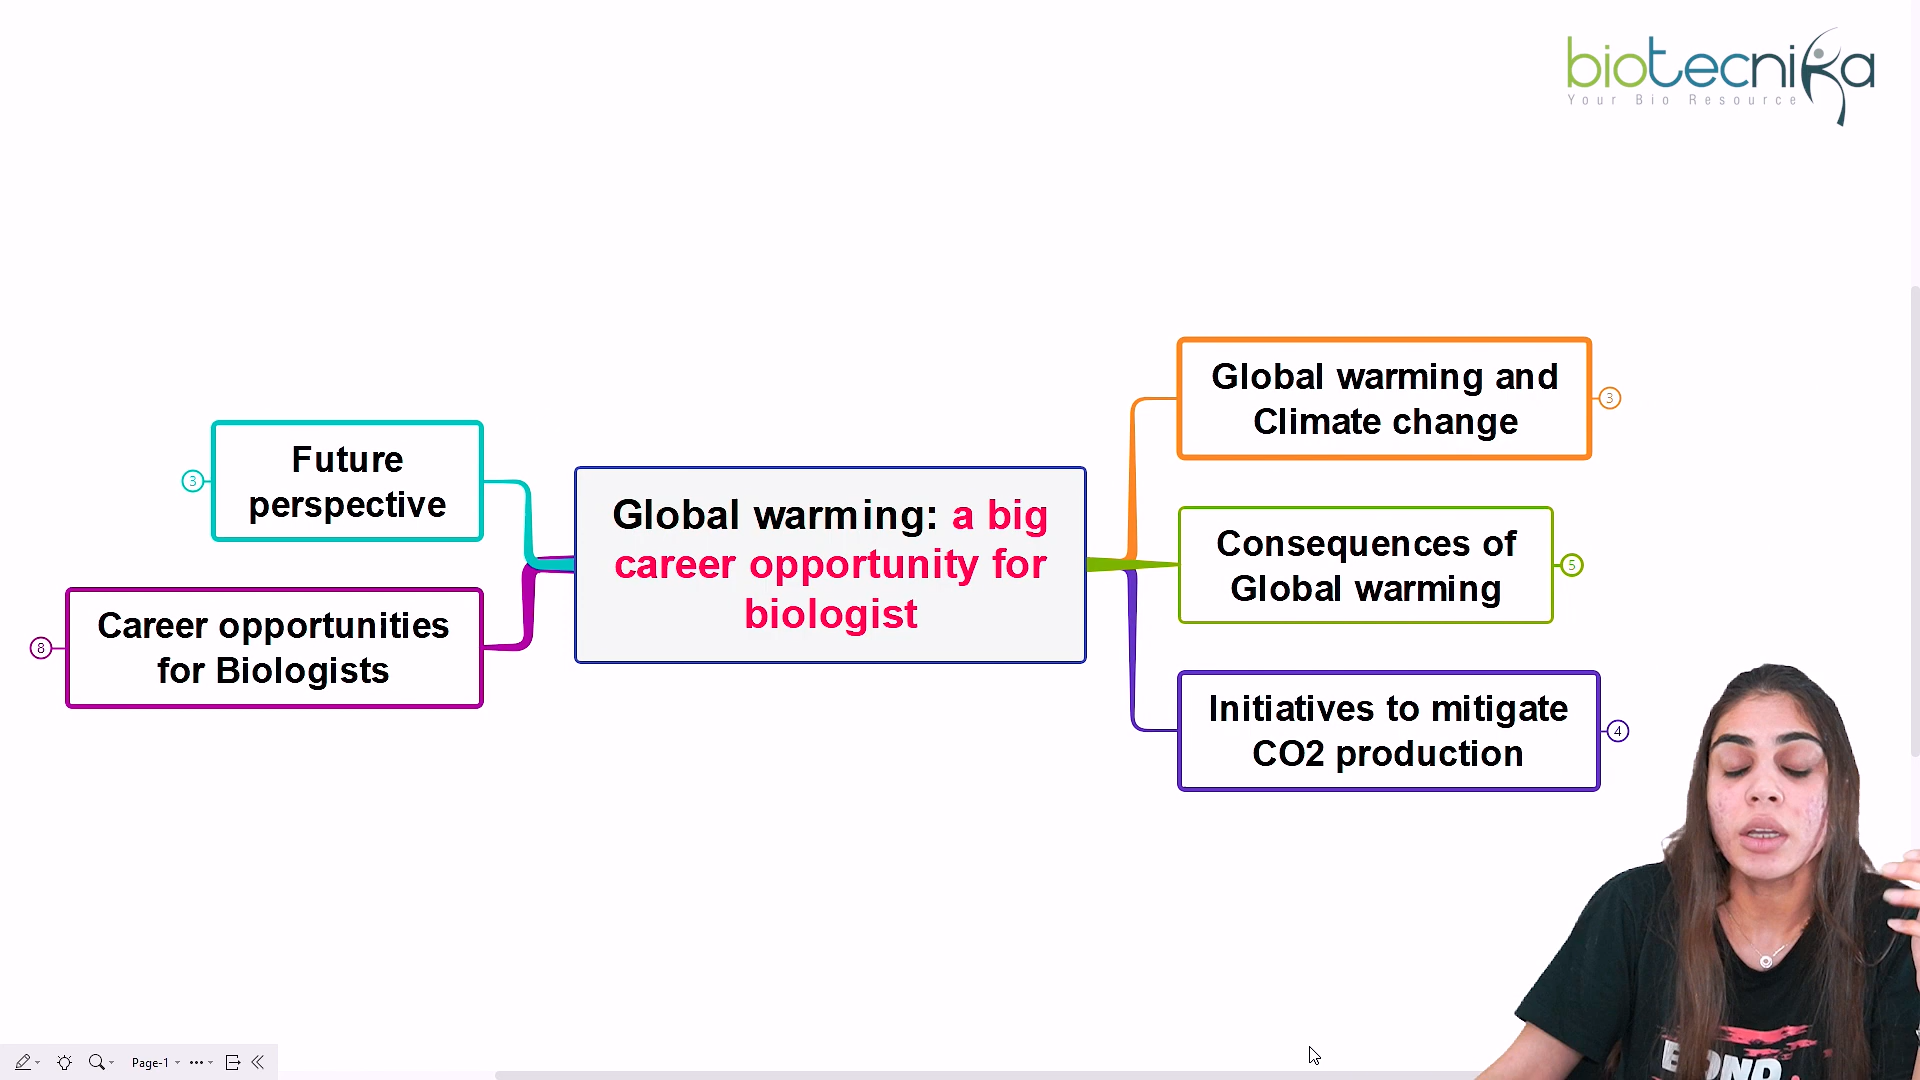 biotecnika
Your Bio Resource
Global warming and
Climate change
3
Future
perspective
3
Global warming: a big
career opportunity for
biologist
Consequences of
Global warming
5
Career opportunities
for Biologists
8
Initiatives to mitigate
CO2 production
4
Page-1